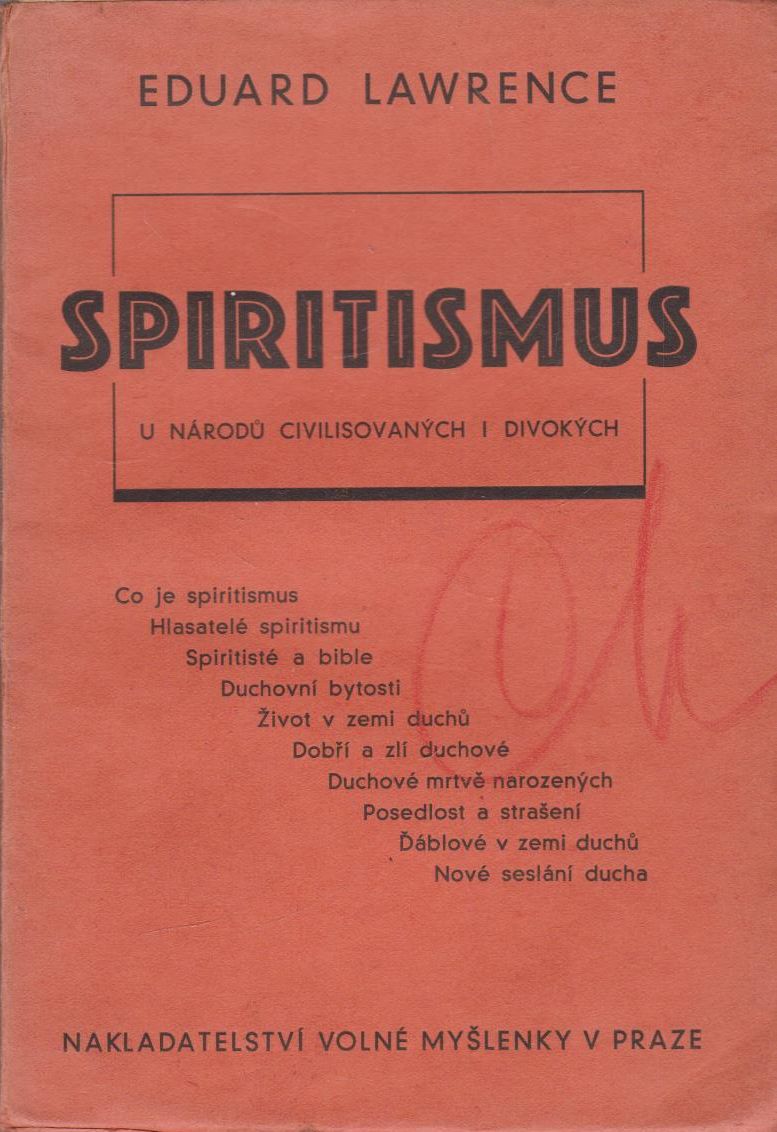 EDUARD LAWRENCE
SPIRITISMUS
U NÁRODŮ CIVILISOVANÝCH I DIVOKÝCH
Co je spiritismus
Hlasatelé spiritismu
Spiritisté a bible
Duchovní bytosti
Život v zemi duchů
Dobří a zlí duchové
Duchové mrtvě narozených
Posedlost a strašení
Ďáblové v zemi duchů
Nové seslání ducha
NAKLADATELSTVÍ VOLNÉ MYŠLENKY V PRAZE